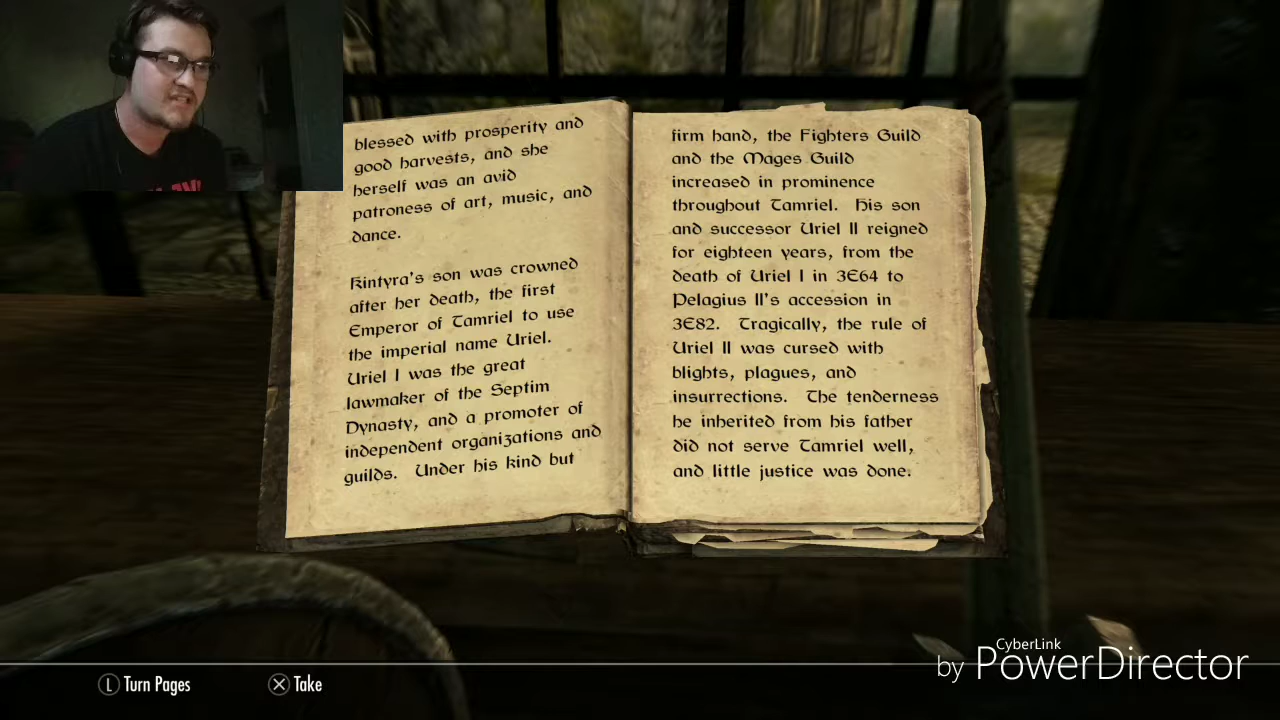 blessed with prosperity and
good harvests, and she
herself was an avid
patroness of art, music, and
dance.
Kintyra's son was crowned
after her death, the first
Emperor of Tamriel to use
the imperial name Uriel.
Uriel I was the great
lawmaker of the Septim
Dynasty, and a promoter of
independent organizations and
guilds. Under his kind but
firm hand, the Fighters Guild
and the Mages Guild
increased in prominence
throughout Tamriel. His son
and successor Uriel II reigned
for eighteen years, from the
death of Uriel I in 3E64 to
Pelagius II's accession in
3E82. Tragically, the rule of
Uriel II was cursed with
blights, plagues, and
insurrections. The tenderness
he inherited from his father
did not serve Tamriel well,
and little justice was done.
L Turn Pages
X Take
CyberLink
by PowerDirector